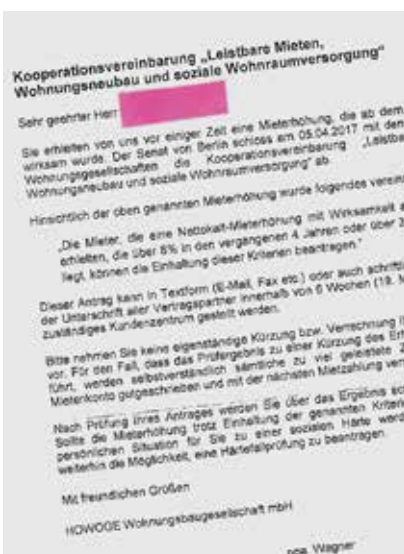 Kooperationsvereinbarung „Leistbare Mieten,
Wohnungsneubau und soziale Wohnraumversorgung"
Sehr geehrter Herr
Sie erhielten von uns vor einiger Zeit eine Mieterhöhung, die ab dem
wirksam wurde. Der Senat von Berlin schloss am 05.04.2017 mit den
Wohnungsgesellschaften die Kooperationsvereinbarung „Leistba
Wohnungsneubau und soziale Wohnraumversorgung" ab.
Hinsichtlich der oben genannten Mieterhöhung wurde folgendes verein
„Die Mieter, die eine Nettokalt-Mieterhöhung mit Wirksamkeit
erhielten, die über 8% in den vergangenen 4 Jahren oder über
liegt, können die Einhaltung dieser Kriterien beantragen."
Dieser Antrag kann in Textform (E-Mail, Fax etc.) oder auch schriftli
der Unterschrift aller Vertragspartner innerhalb von 6 Wochen (19. M
zuständiges Kundenzentrum gestellt werden.
Bitte nehmen Sie keine eigenständige Kürzung bzw. Verrechnung
vor. Für den Fall, dass das Prüfergebnis zu einer Kürzung des Erh
führt, werden selbstverständlich sämtliche zu viel geleistete Z
Mietenkonto gutgeschrieben und mit der nächsten Mietzahlung ver
Nach Prüfung Ihres Antrages werden Sie über das Ergebnis sch
Sollte die Mieterhöhung trotz Einhaltung der genannten Kriterie
persönlichen Situation für Sie zu einer sozialen Härte werd
weiterhin die Möglichkeit, eine Härtefallprüfung zu beantragen.
Mit freundlichen Grüßen
HOWOGE Wohnungsbaugesellschaft mbH
ppa. Wagner